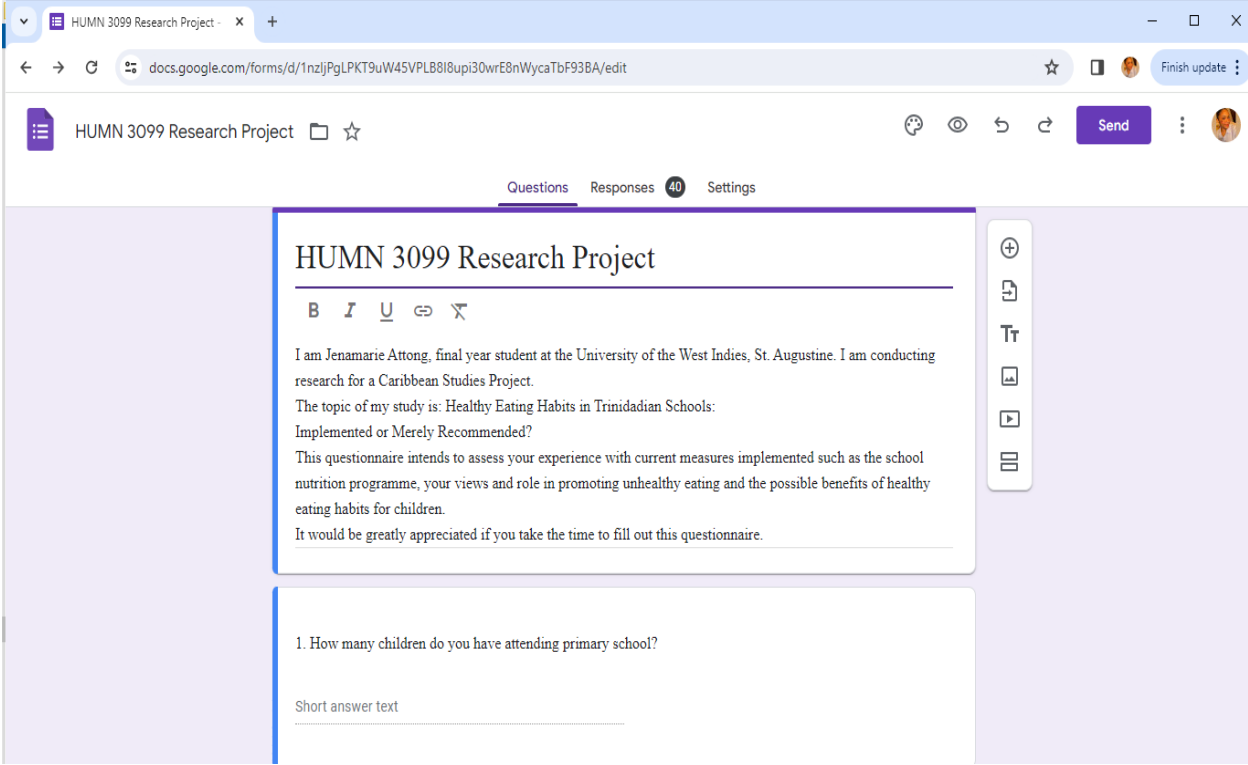 HUMN 3099 Research Project -
docs.google.com/forms/d/1nzIjPgLPKT9uW45VPLB8I8upi30wrE8nWycaTbF93BA/edit
Finish update
HUMN 3099 Research Project
Send
Questions
Responses 40
Settings
HUMN 3099 Research Project
B I U
I am Jenamarie Attong, final year student at the University of the West Indies, St. Augustine. I am conducting
research for a Caribbean Studies Project.
The topic of my study is: Healthy Eating Habits in Trinidadian Schools:
Implemented or Merely Recommended?
This questionnaire intends to assess your experience with current measures implemented such as the school
nutrition programme, your views and role in promoting unhealthy eating and the possible benefits of healthy
eating habits for children.
It would be greatly appreciated if you take the time to fill out this questionnaire.
Tт
1. How many children do you have attending primary school?
Short answer text